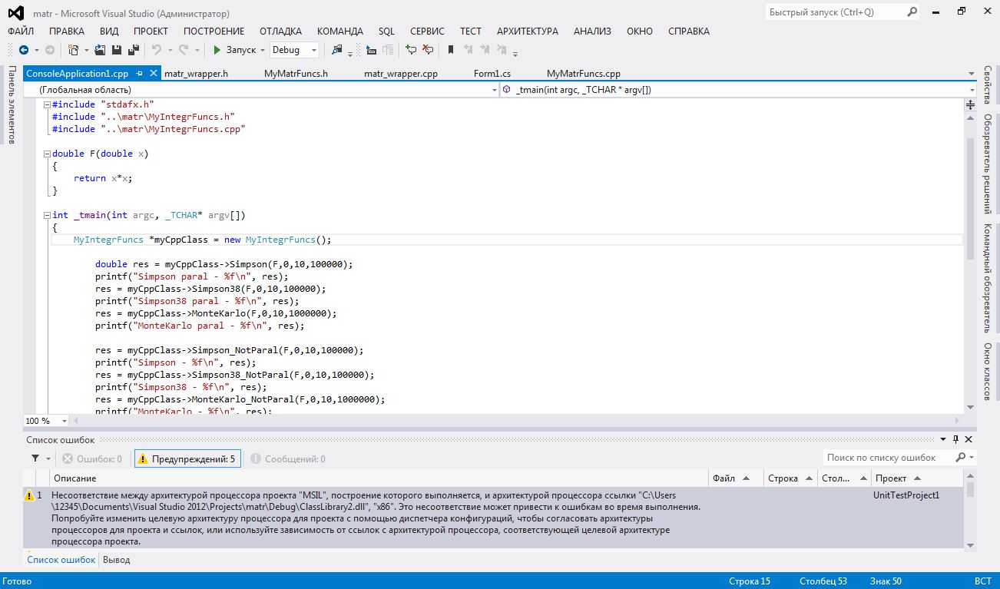 matr - Microsoft Visual Studio (Администратор)
Быстрый запуск (Ctrl+Q)
ФАЙЛ ПРАВКА ВИД ПРОЕКТ ПОСТРОЕНИЕ ОТЛАДКА КОМАНДА SQL СЕРВИС ТЕСТ АРХИТЕКТУРА АНАЛИЗ ОКНО СПРАВКА
Запуск Debug
Панель элементов
ConsoleApplication1.cpp matr_wrapper.h MyMatrFuncs.h matr_wrapper.cpp Form1.cs MyMatrFuncs.cpp
(Глобальная область) _tmain(int argc, _TCHAR * argv[])
#include "stdafx.h"
#include "..\matr\MyIntegrFuncs.h"
#include "..\matr\MyIntegrFuncs.cpp"
double F(double x)
{
return x*x;
}
int _tmain(int argc, _TCHAR* argv[])
{
MyIntegrFuncs *myCppClass = new MyIntegrFuncs();
double res = myCppClass->Simpson(F,0,10,100000);
printf("Simpson paral - %f\n", res);
res = myCppClass->Simpson38(F,0,10,100000);
printf("Simpson38 paral - %f\n", res);
res = myCppClass->MonteKarlo(F,0,10,1000000);
printf("MonteKarlo paral - %f\n", res);
res = myCppClass->Simpson_NotParal(F,0,10,100000);
printf("Simpson - %f\n", res);
res = myCppClass->Simpson38_NotParal(F,0,10,100000);
printf("Simpson38 - %f\n", res);
res = myCppClass->MonteKarlo_NotParal(F,0,10,1000000);
printf("MonteKarlo - %f\n", res);
100 %
Свойства
Обозреватель решений
Командный обозреватель
Окно классов
Список ошибок
Ошибок: 0 Предупреждений: 5 Сообщений: 0
Поиск по списку ошибок
Описание Файл Строка Стол... Проект
1 Несоответствие между архитектурой процессора проекта "MSIL", построение которого выполняется, и архитектурой процессора ссылки "C:\Users UnitTestProject1
\12345\Documents\Visual Studio 2012\Projects\matr\Debug\ClassLibrary2.dll", "x86". Это несоответствие может привести к ошибкам во время выполнения.
Попробуйте изменить целевую архитектуру процессора для проекта с помощью диспетчера конфигураций, чтобы согласовать архитектуры
процессоров для проекта и ссылок, или используйте зависимость от ссылок с архитектурой процессора, соответствующей целевой архитектуре
процессора проекта.
Список ошибок Вывод
Готово Строка 15 Столбец 53 Знак 50 ВСТ